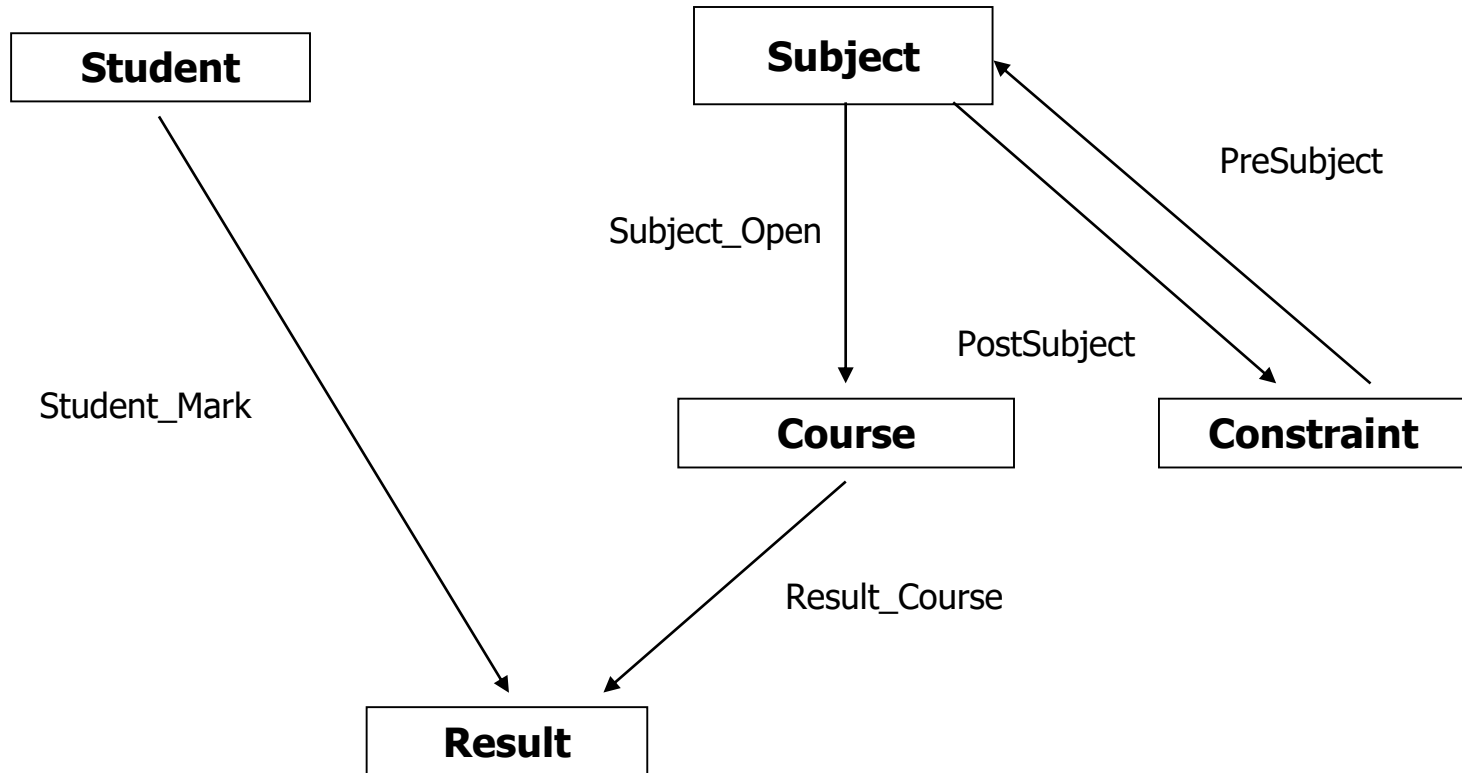 Student
Subject
PreSubject
Subject_Open
PostSubject
Student_Mark
Course
Constraint
Result_Course
Result